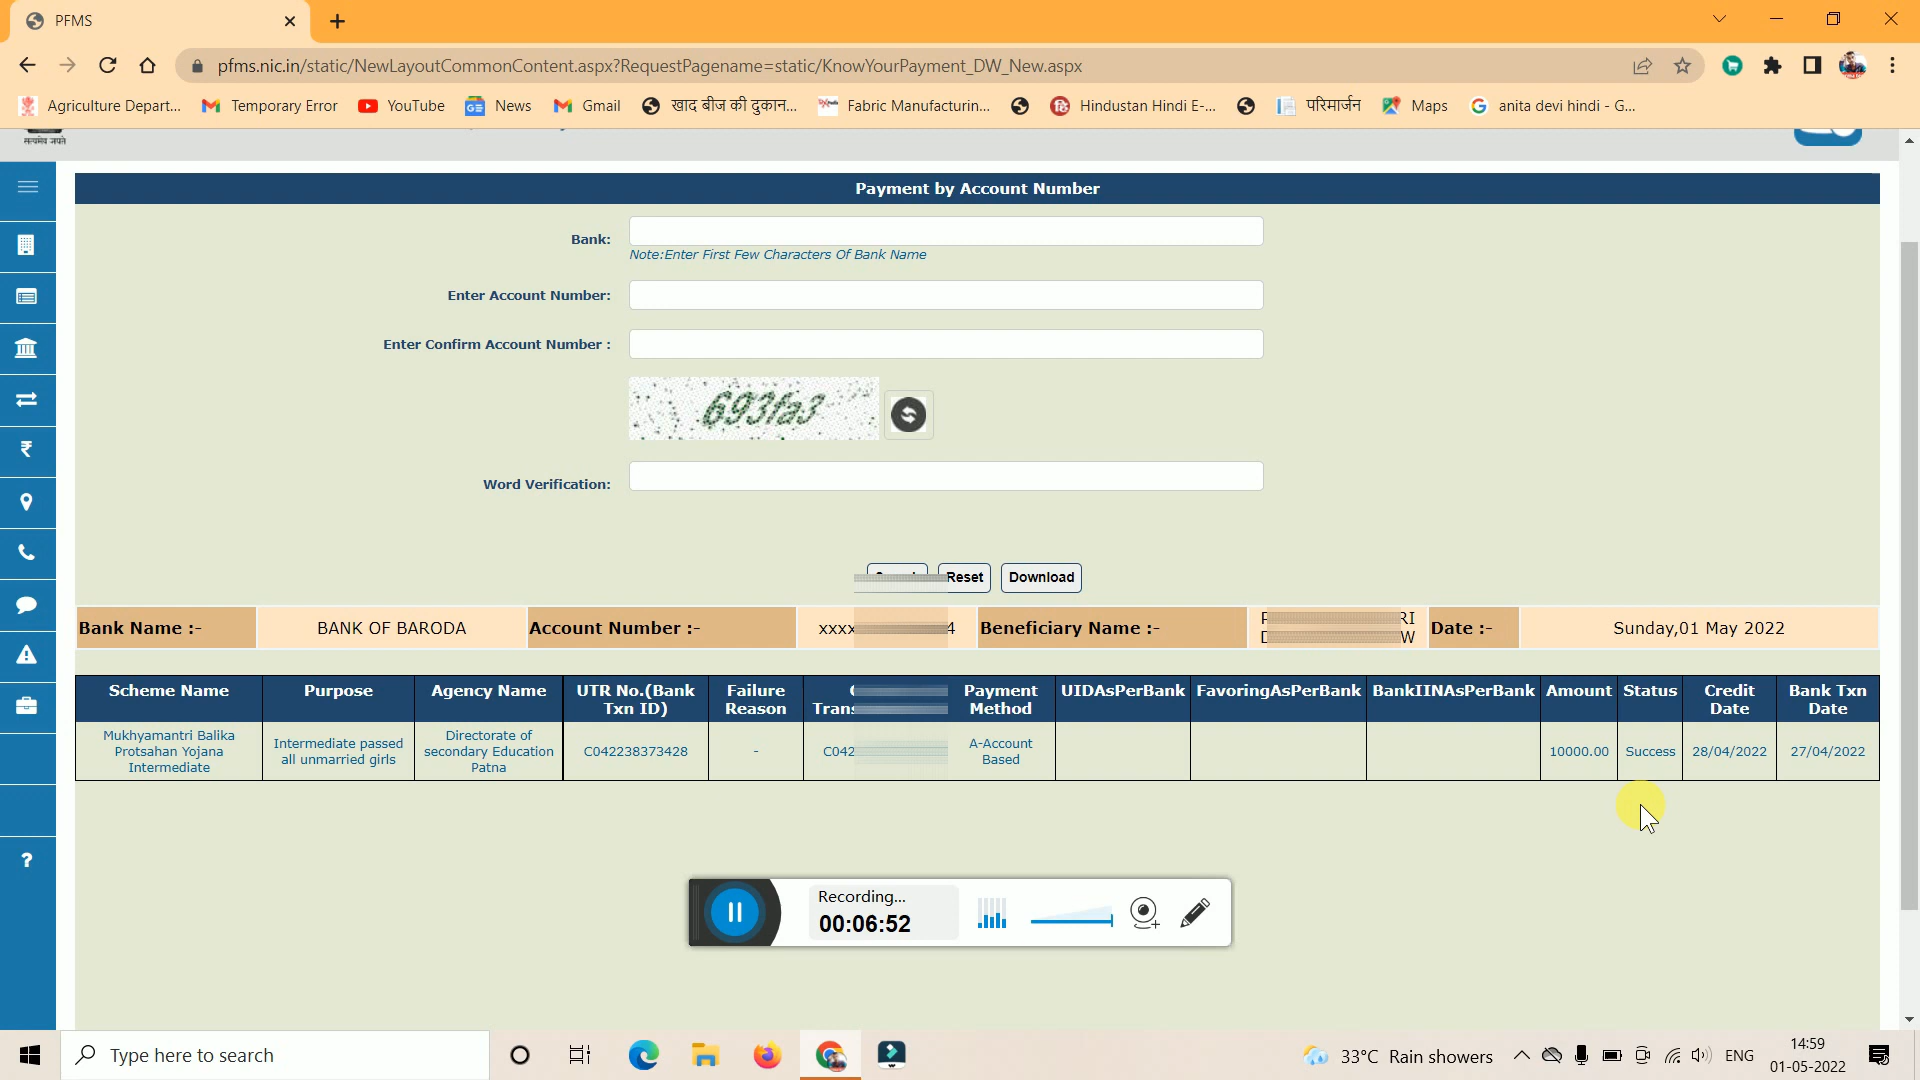 PFMS
pfms.nic.in/static/NewLayoutCommonContent.aspx?RequestPagename=static/KnowYourPayment_DW_New.aspx
Agriculture Depart... Temporary Error YouTube News Gmail खाद बीज की दुकान... Fabric Manufacturin... Hindustan Hindi E-... परिमार्जन Maps anita devi hindi - G...
सत्यमेव जयते
Payment by Account Number
Bank:
Note:Enter First Few Characters Of Bank Name
Enter Account Number:
Enter Confirm Account Number :
693fa3
Word Verification:
Reset Download
Bank Name :- BANK OF BARODA Account Number :- xxxx 4 Beneficiary Name :- RI W Date :- Sunday,01 May 2022
Scheme Name Purpose Agency Name UTR No.(Bank Txn ID) Failure Reason Payment Method UIDAsPerBank FavoringAsPerBank BankIINAsPerBank Amount Status Credit Date Bank Txn Date
Mukhyamantri Balika Protsahan Yojana Intermediate Intermediate passed all unmarried girls Directorate of secondary Education Patna C042238373428 - C042 A-Account Based 10000.00 Success 28/04/2022 27/04/2022
Recording...
00:06:52
Type here to search
33°C Rain showers
ENG
14:59
01-05-2022